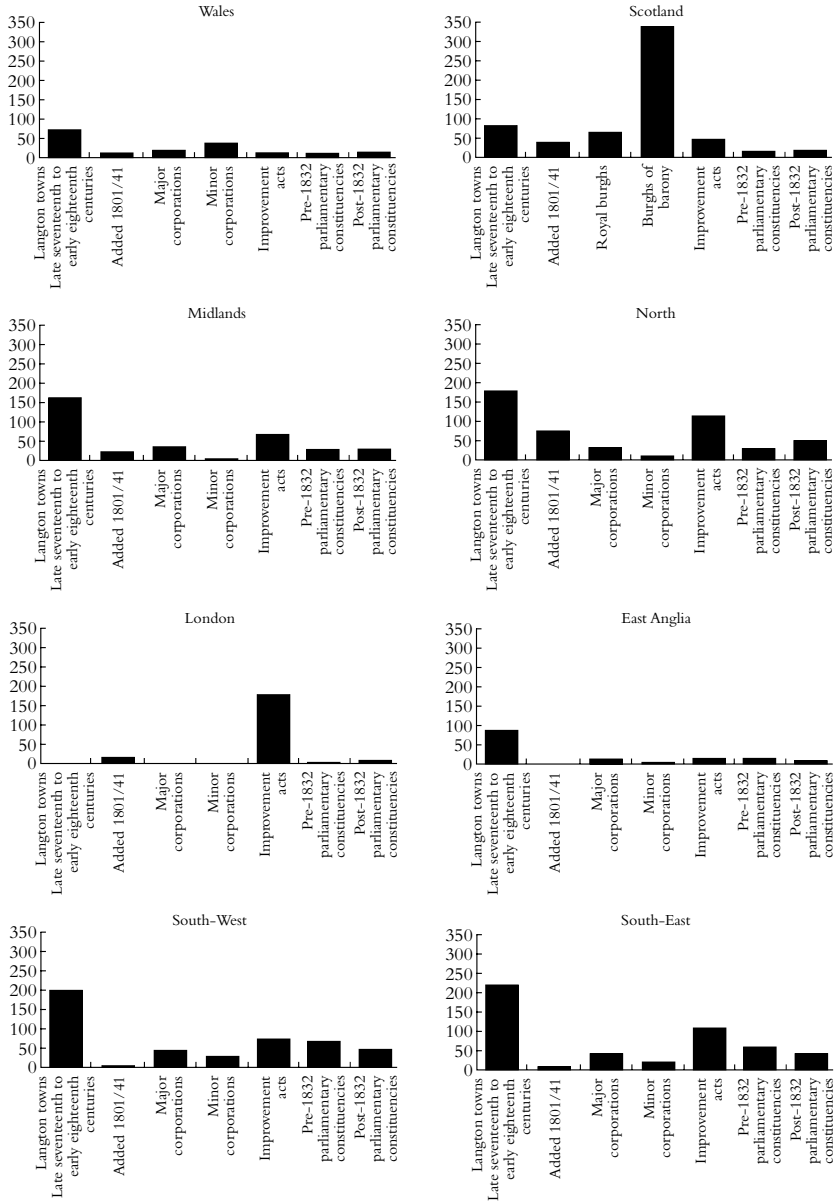 Wales
350
300
250
200
150
100
50
0
Langton towns
Late seventeenth to
early eighteenth
centuries
Added 1801/41
Major
corporations
Minor
corporations
Improvement
acts
Pre-1832
parliamentary
constituencies
Post-1832
parliamentary
constituencies
Scotland
350
300
250
200
150
100
50
0
Langton towns
Late seventeenth to
early eighteenth
centuries
Added 1801/41
Royal burghs
Burghs of
barony
Improvement
acts
Pre-1832
parliamentary
constituencies
Post-1832
parliamentary
constituencies
Midlands
350
300
250
200
150
100
50
0
Langton towns
Late seventeenth to
early eighteenth
centuries
Added 1801/41
Major
corporations
Minor
corporations
Improvement
acts
Pre-1832
parliamentary
constituencies
Post-1832
parliamentary
constituencies
North
350
300
250
200
150
100
50
0
Langton towns
Late seventeenth to
early eighteenth
centuries
Added 1801/41
Major
corporations
Minor
corporations
Improvement
acts
Pre-1832
parliamentary
constituencies
Post-1832
parliamentary
constituencies
London
350
300
250
200
150
100
50
0
Langton towns
Late seventeenth to
early eighteenth
centuries
Added 1801/41
Major
corporations
Minor
corporations
Improvement
acts
Pre-1832
parliamentary
constituencies
Post-1832
parliamentary
constituencies
East Anglia
350
300
250
200
150
100
50
0
Langton towns
Late seventeenth to
early eighteenth
centuries
Added 1801/41
Major
corporations
Minor
corporations
Improvement
acts
Pre-1832
parliamentary
constituencies
Post-1832
parliamentary
constituencies
South-West
350
300
250
200
150
100
50
0
Langton towns
Late seventeenth to
early eighteenth
centuries
Added 1801/41
Major
corporations
Minor
corporations
Improvement
acts
Pre-1832
parliamentary
constituencies
Post-1832
parliamentary
constituencies
South-East
350
300
250
200
150
100
50
0
Langton towns
Late seventeenth to
early eighteenth
centuries
Added 1801/41
Major
corporations
Minor
corporations
Improvement
acts
Pre-1832
parliamentary
constituencies
Post-1832
parliamentary
constituencies